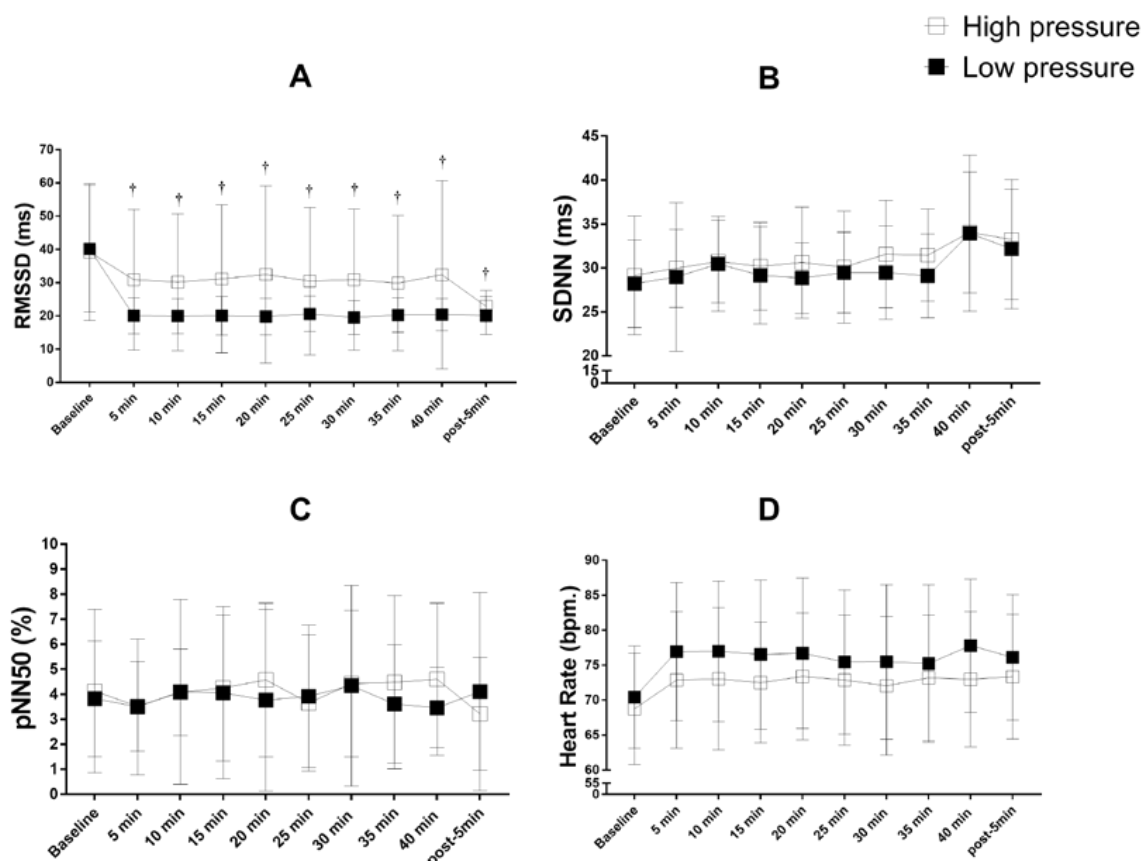 High pressure
Low pressure
A
B
RMSSD (ms)
70
60
50
40
30
20
10
0
† † † † † † † † †
Baseline
5 min
10 min
15 min
20 min
25 min
30 min
35 min
40 min
post-5min
SDNN (ms)
45
40
35
30
25
20
15
0
Baseline
5 min
10 min
15 min
20 min
25 min
30 min
35 min
40 min
post-5min
C
D
pNN50 (%)
10
9
8
7
6
5
4
3
2
1
0
Baseline
5 min
10 min
15 min
20 min
25 min
30 min
35 min
40 min
post-5min
Heart Rate (bpm.)
90
85
80
75
70
65
60
55
0
Baseline
5 min
10 min
15 min
20 min
25 min
30 min
35 min
40 min
post-5min